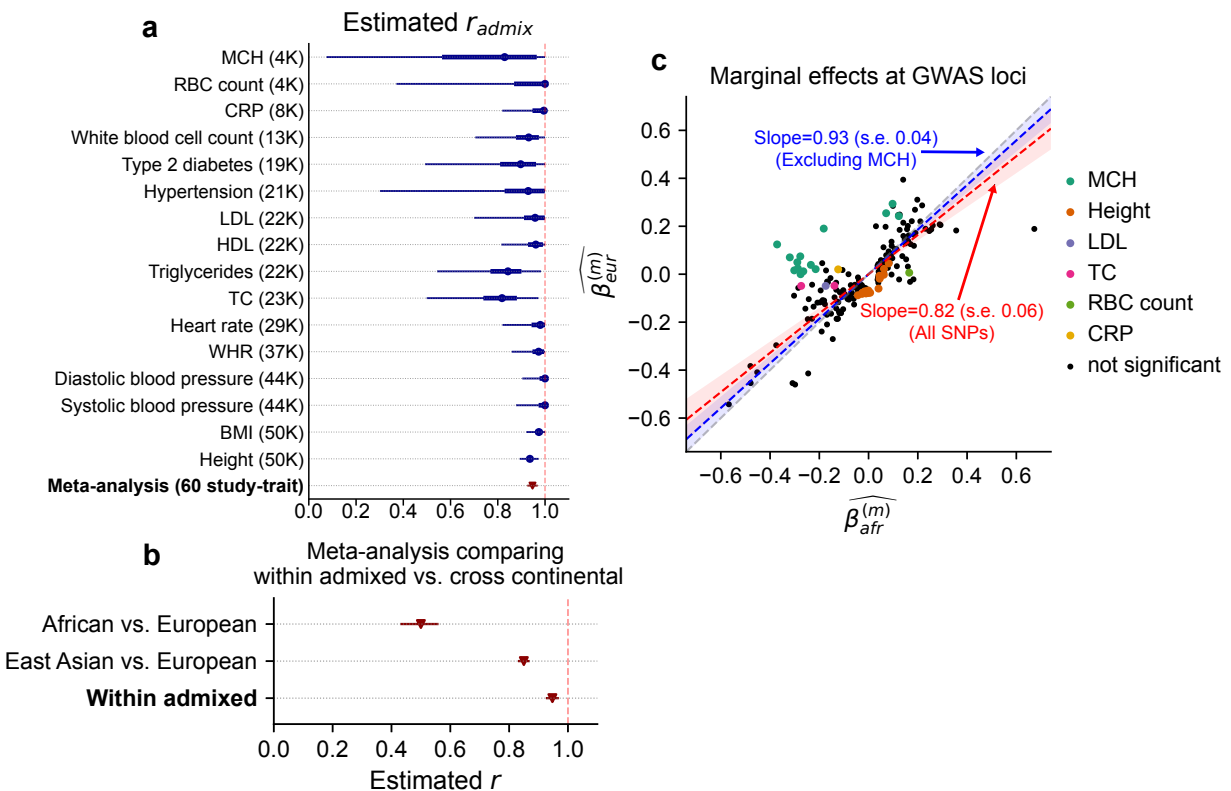 a
Estimated r_admix
MCH (4K)
RBC count (4K)
CRP (8K)
White blood cell count (13K)
Type 2 diabetes (19K)
Hypertension (21K)
LDL (22K)
HDL (22K)
Triglycerides (22K)
TC (23K)
Heart rate (29K)
WHR (37K)
Diastolic blood pressure (44K)
Systolic blood pressure (44K)
BMI (50K)
Height (50K)
Meta-analysis (60 study-trait)
0.0 0.2 0.4 0.6 0.8 1.0
b
Meta-analysis comparing
within admixed vs. cross continental
African vs. European
East Asian vs. European
Within admixed
0.0 0.2 0.4 0.6 0.8 1.0
Estimated r
c
Marginal effects at GWAS loci
Slope=0.93 (s.e. 0.04)
(Excluding MCH)
Slope=0.82 (s.e. 0.06)
(All SNPs)
0.6
0.4
0.2
0.0
−0.2
−0.4
−0.6
β_eur^(m)
−0.6 −0.4 −0.2 0.0 0.2 0.4 0.6
β_afr^(m)
MCH
Height
LDL
TC
RBC count
CRP
not significant